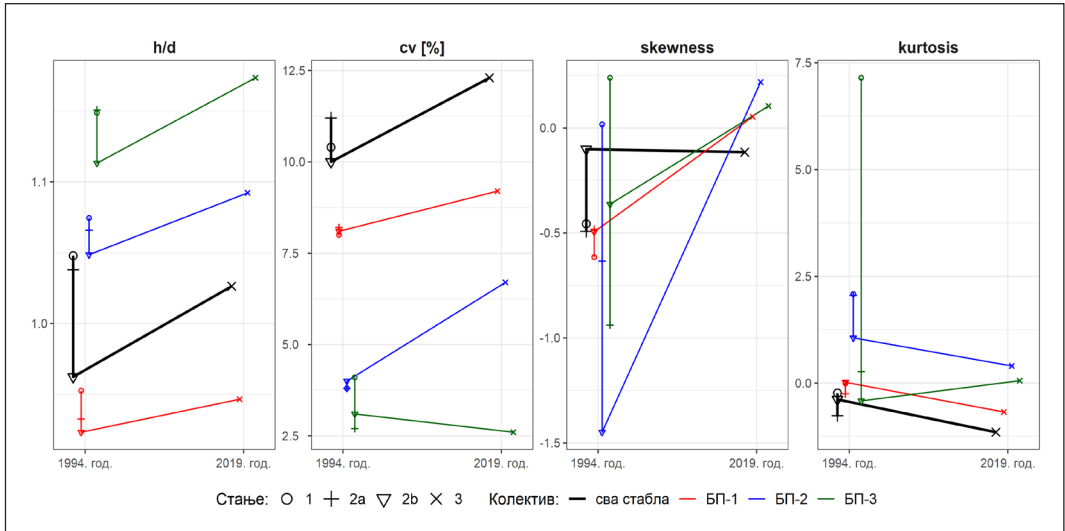 h/d
cv [%]
skewness
kurtosis
1.1
1.0
12.5
10.0
7.5
5.0
2.5
0.0
-0.5
-1.0
-1.5
7.5
5.0
2.5
0.0
1994. год.
2019. год.
1994. год.
2019. год.
1994. год.
2019. год.
1994. год.
2019. год.
Стање: 1 2a 2b 3 Колектив: сва стабла БП-1 БП-2 БП-3